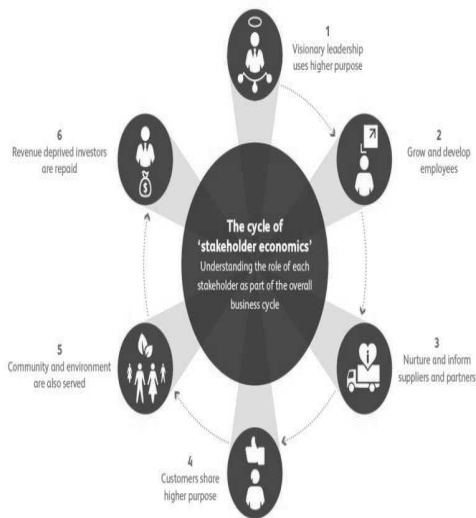 1
Visionary leadership
uses higher purpose
2
Grow and develop
employees
3
Nurture and inform
suppliers and partners
4
Customers share
higher purpose
5
Community and environment
are also served
6
Revenue deprived investors
are repaid
The cycle of
‘stakeholder economics’
Understanding the role of each
stakeholder as part of the overall
business cycle
i
$